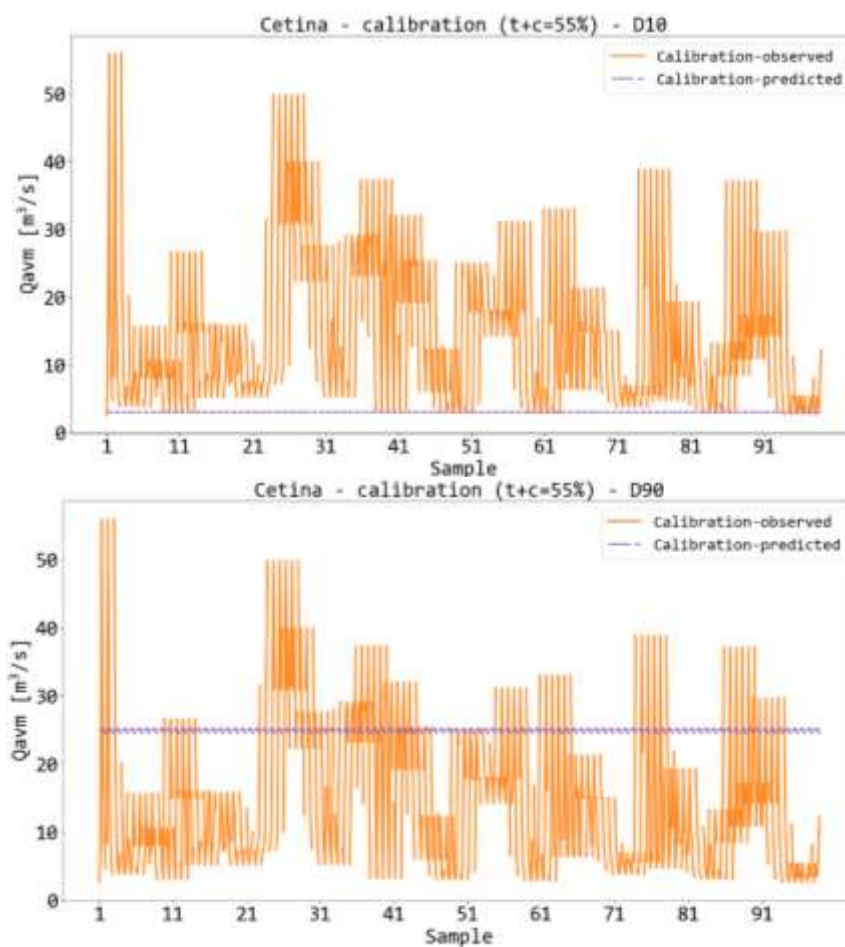 Cetina - calibration (t+c=55%) - D10
Calibration-observed
Calibration-predicted
Qavm [m³/s]
50
40
30
20
10
0
1 11 21 31 41 51 61 71 81 91
Sample
Cetina - calibration (t+c=55%) - D90
Calibration-observed
Calibration-predicted
Qavm [m³/s]
50
40
30
20
10
0
1 11 21 31 41 51 61 71 81 91
Sample